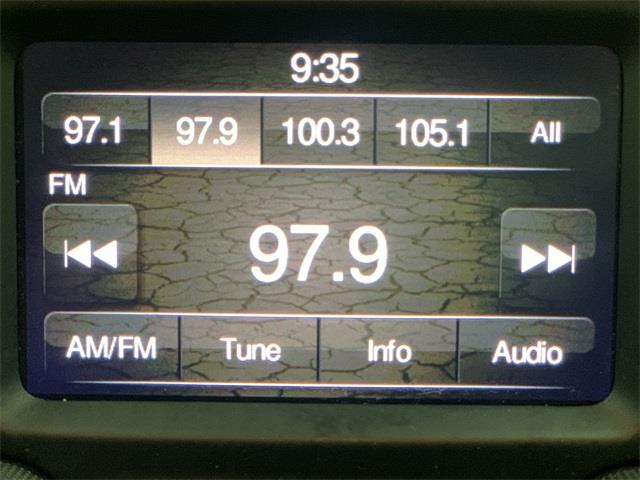 9:35
97.1 97.9 100.3 105.1 All
FM
97.9
AM/FM Tune Info Audio